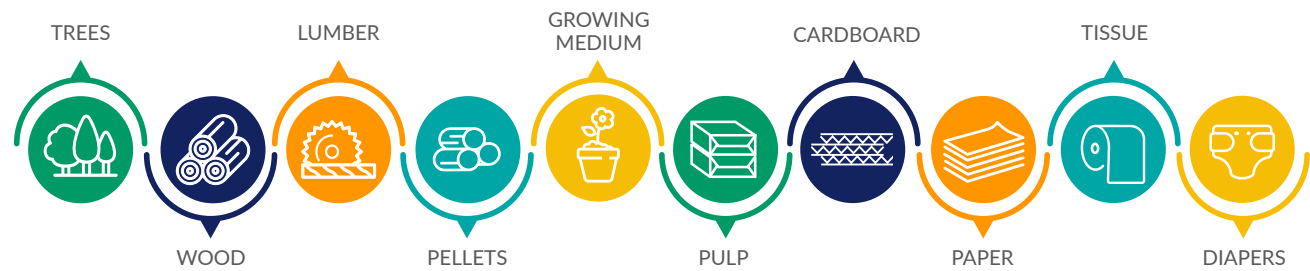 TREES
WOOD
LUMBER
PELLETS
GROWING
MEDIUM
PULP
CARDBOARD
PAPER
TISSUE
DIAPERS